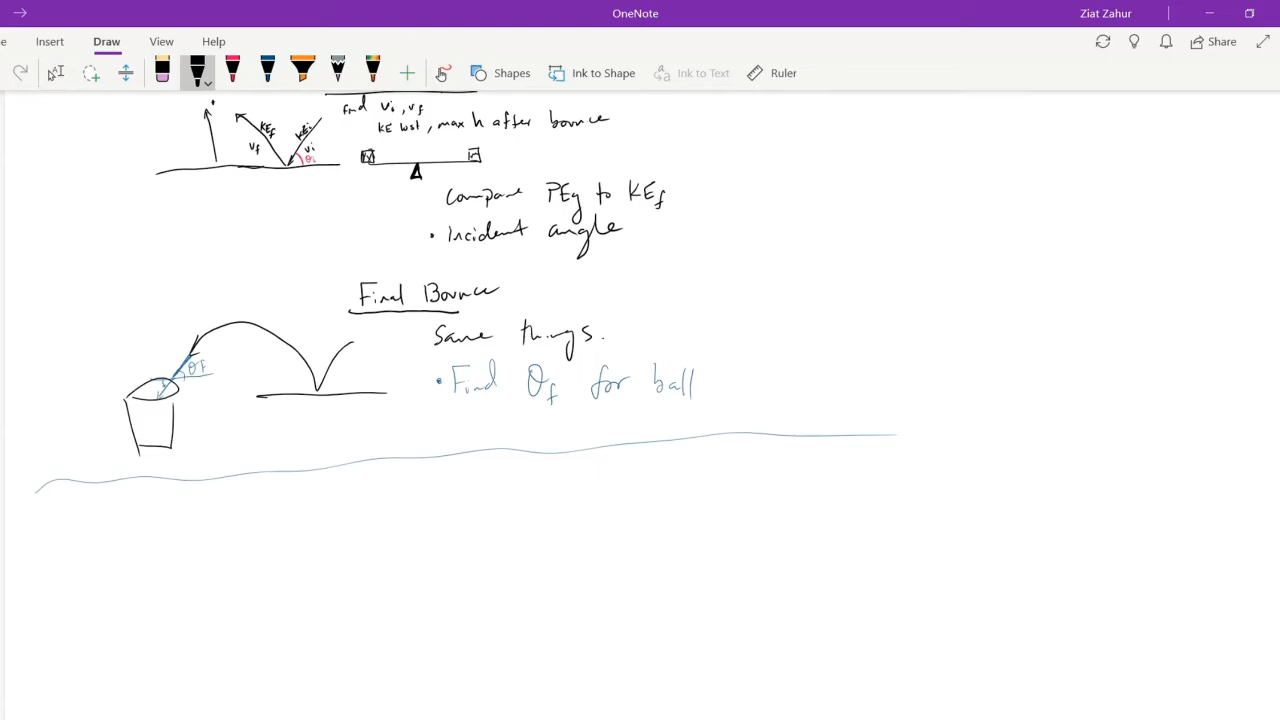 OneNote
Ziat Zahur
Insert Draw View Help
Share
Shapes Ink to Shape Ink to Text Ruler
find vi, vf
KE lost, max h after bounce
KEf KEi
vf vi θi
Compare PEg to KEf
• Incident angle
Final Bounce
Same things.
θf
• Find θf for ball